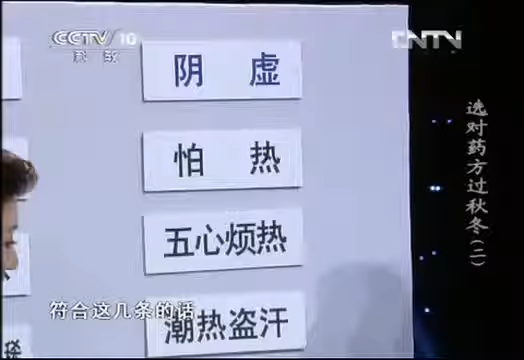 CCTV 10
科教
CNTV
阴 虚
怕 热
五心烦热
潮热盗汗
符合这几条的话
选对药方过秋冬(二)